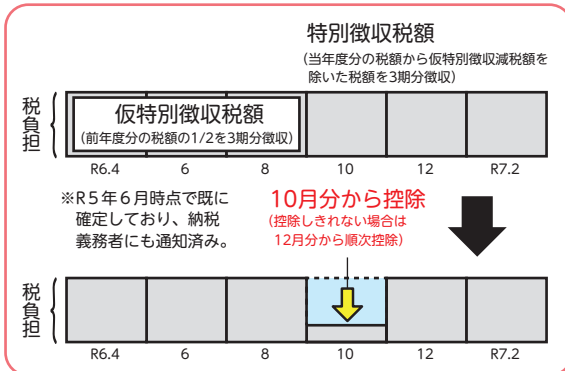 特別徴収税額
(当年度分の税額から仮特別徴収減税額を
除いた税額を3期分徴収)
税負担
仮特別徴収税額
(前年度分の税額の1/2を3期分徴収)
R6.4 6 8 10 12 R7.2
※R5年6月時点で既に
確定しており、納税
義務者にも通知済み。
10月分から控除
(控除しきれない場合は
12月分から順次控除)
税負担
R6.4 6 8 10 12 R7.2